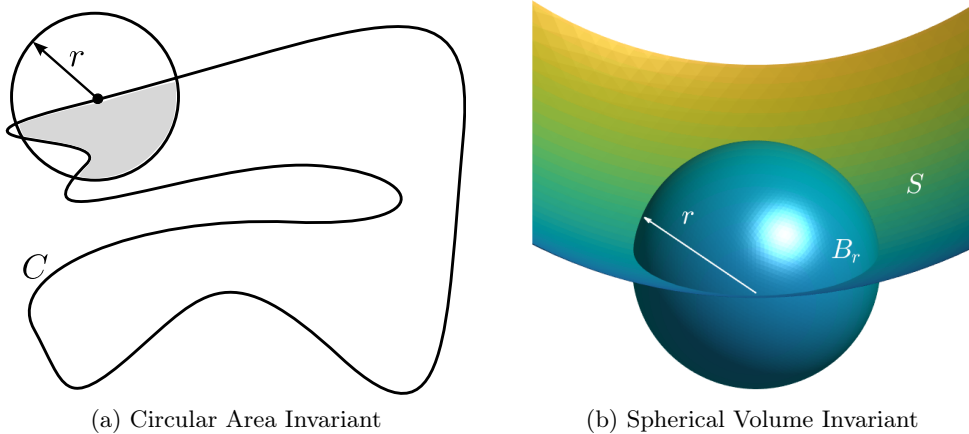 r
C
S
r
B_r
(a) Circular Area Invariant
(b) Spherical Volume Invariant